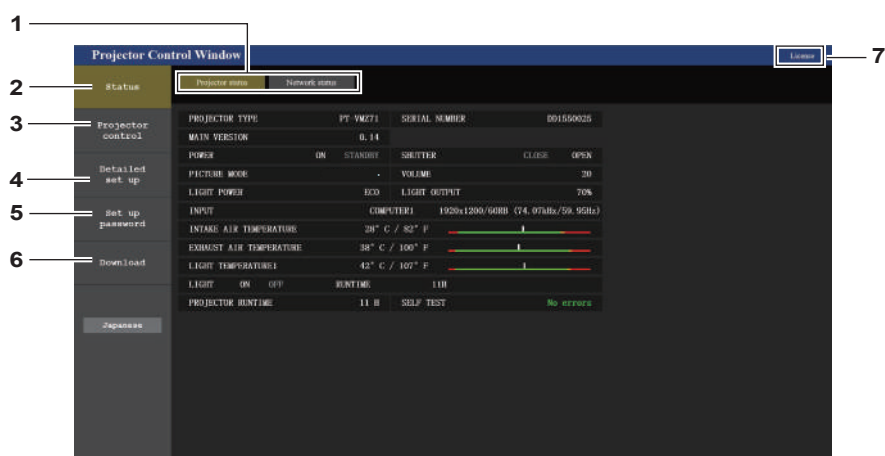 1
Projector Control Window
License
7
2
Status
Projector status Network status
3
Projector control
4
Detailed set up
5
Set up password
6
Download
Japanese
PROJECTOR TYPE PT-VMZ71 SERIAL NUMBER DD1550025
MAIN VERSION 0.14
POWER ON STANDBY SHUTTER CLOSE OPEN
PICTURE MODE - VOLUME 20
LIGHT POWER ECO LIGHT OUTPUT 70%
INPUT COMPUTER1 1920x1200/60RB (74.07kHz/59.95Hz)
INTAKE AIR TEMPERATURE 28° C / 82° F
EXHAUST AIR TEMPERATURE 38° C / 100° F
LIGHT TEMPERATURE1 42° C / 107° F
LIGHT ON OFF RUNTIME 11H
PROJECTOR RUNTIME 11 H SELF TEST No errors